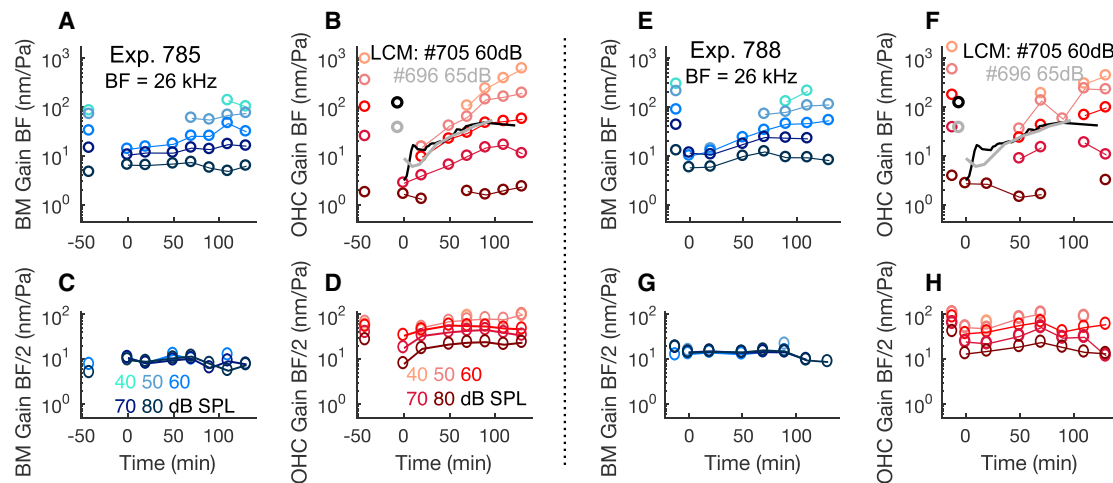 A
Exp. 785
BF = 26 kHz
BM Gain BF (nm/Pa)
10³
10²
10¹
10⁰
-50 0 50 100
B
LCM: #705 60dB
#696 65dB
OHC Gain BF (nm/Pa)
10³
10²
10¹
10⁰
-50 0 50 100
E
Exp. 788
BF = 26 kHz
BM Gain BF (nm/Pa)
10³
10²
10¹
10⁰
0 50 100
F
LCM: #705 60dB
#696 65dB
OHC Gain BF (nm/Pa)
10³
10²
10¹
10⁰
0 50 100
C
BM Gain BF/2 (nm/Pa)
10²
10¹
10⁰
40 50 60
70 80 dB SPL
-50 0 50 100
Time (min)
D
OHC Gain BF/2 (nm/Pa)
10²
10¹
10⁰
40 50 60
70 80 dB SPL
-50 0 50 100
Time (min)
G
BM Gain BF/2 (nm/Pa)
10²
10¹
10⁰
0 50 100
Time (min)
H
OHC Gain BF/2 (nm/Pa)
10²
10¹
10⁰
0 50 100
Time (min)